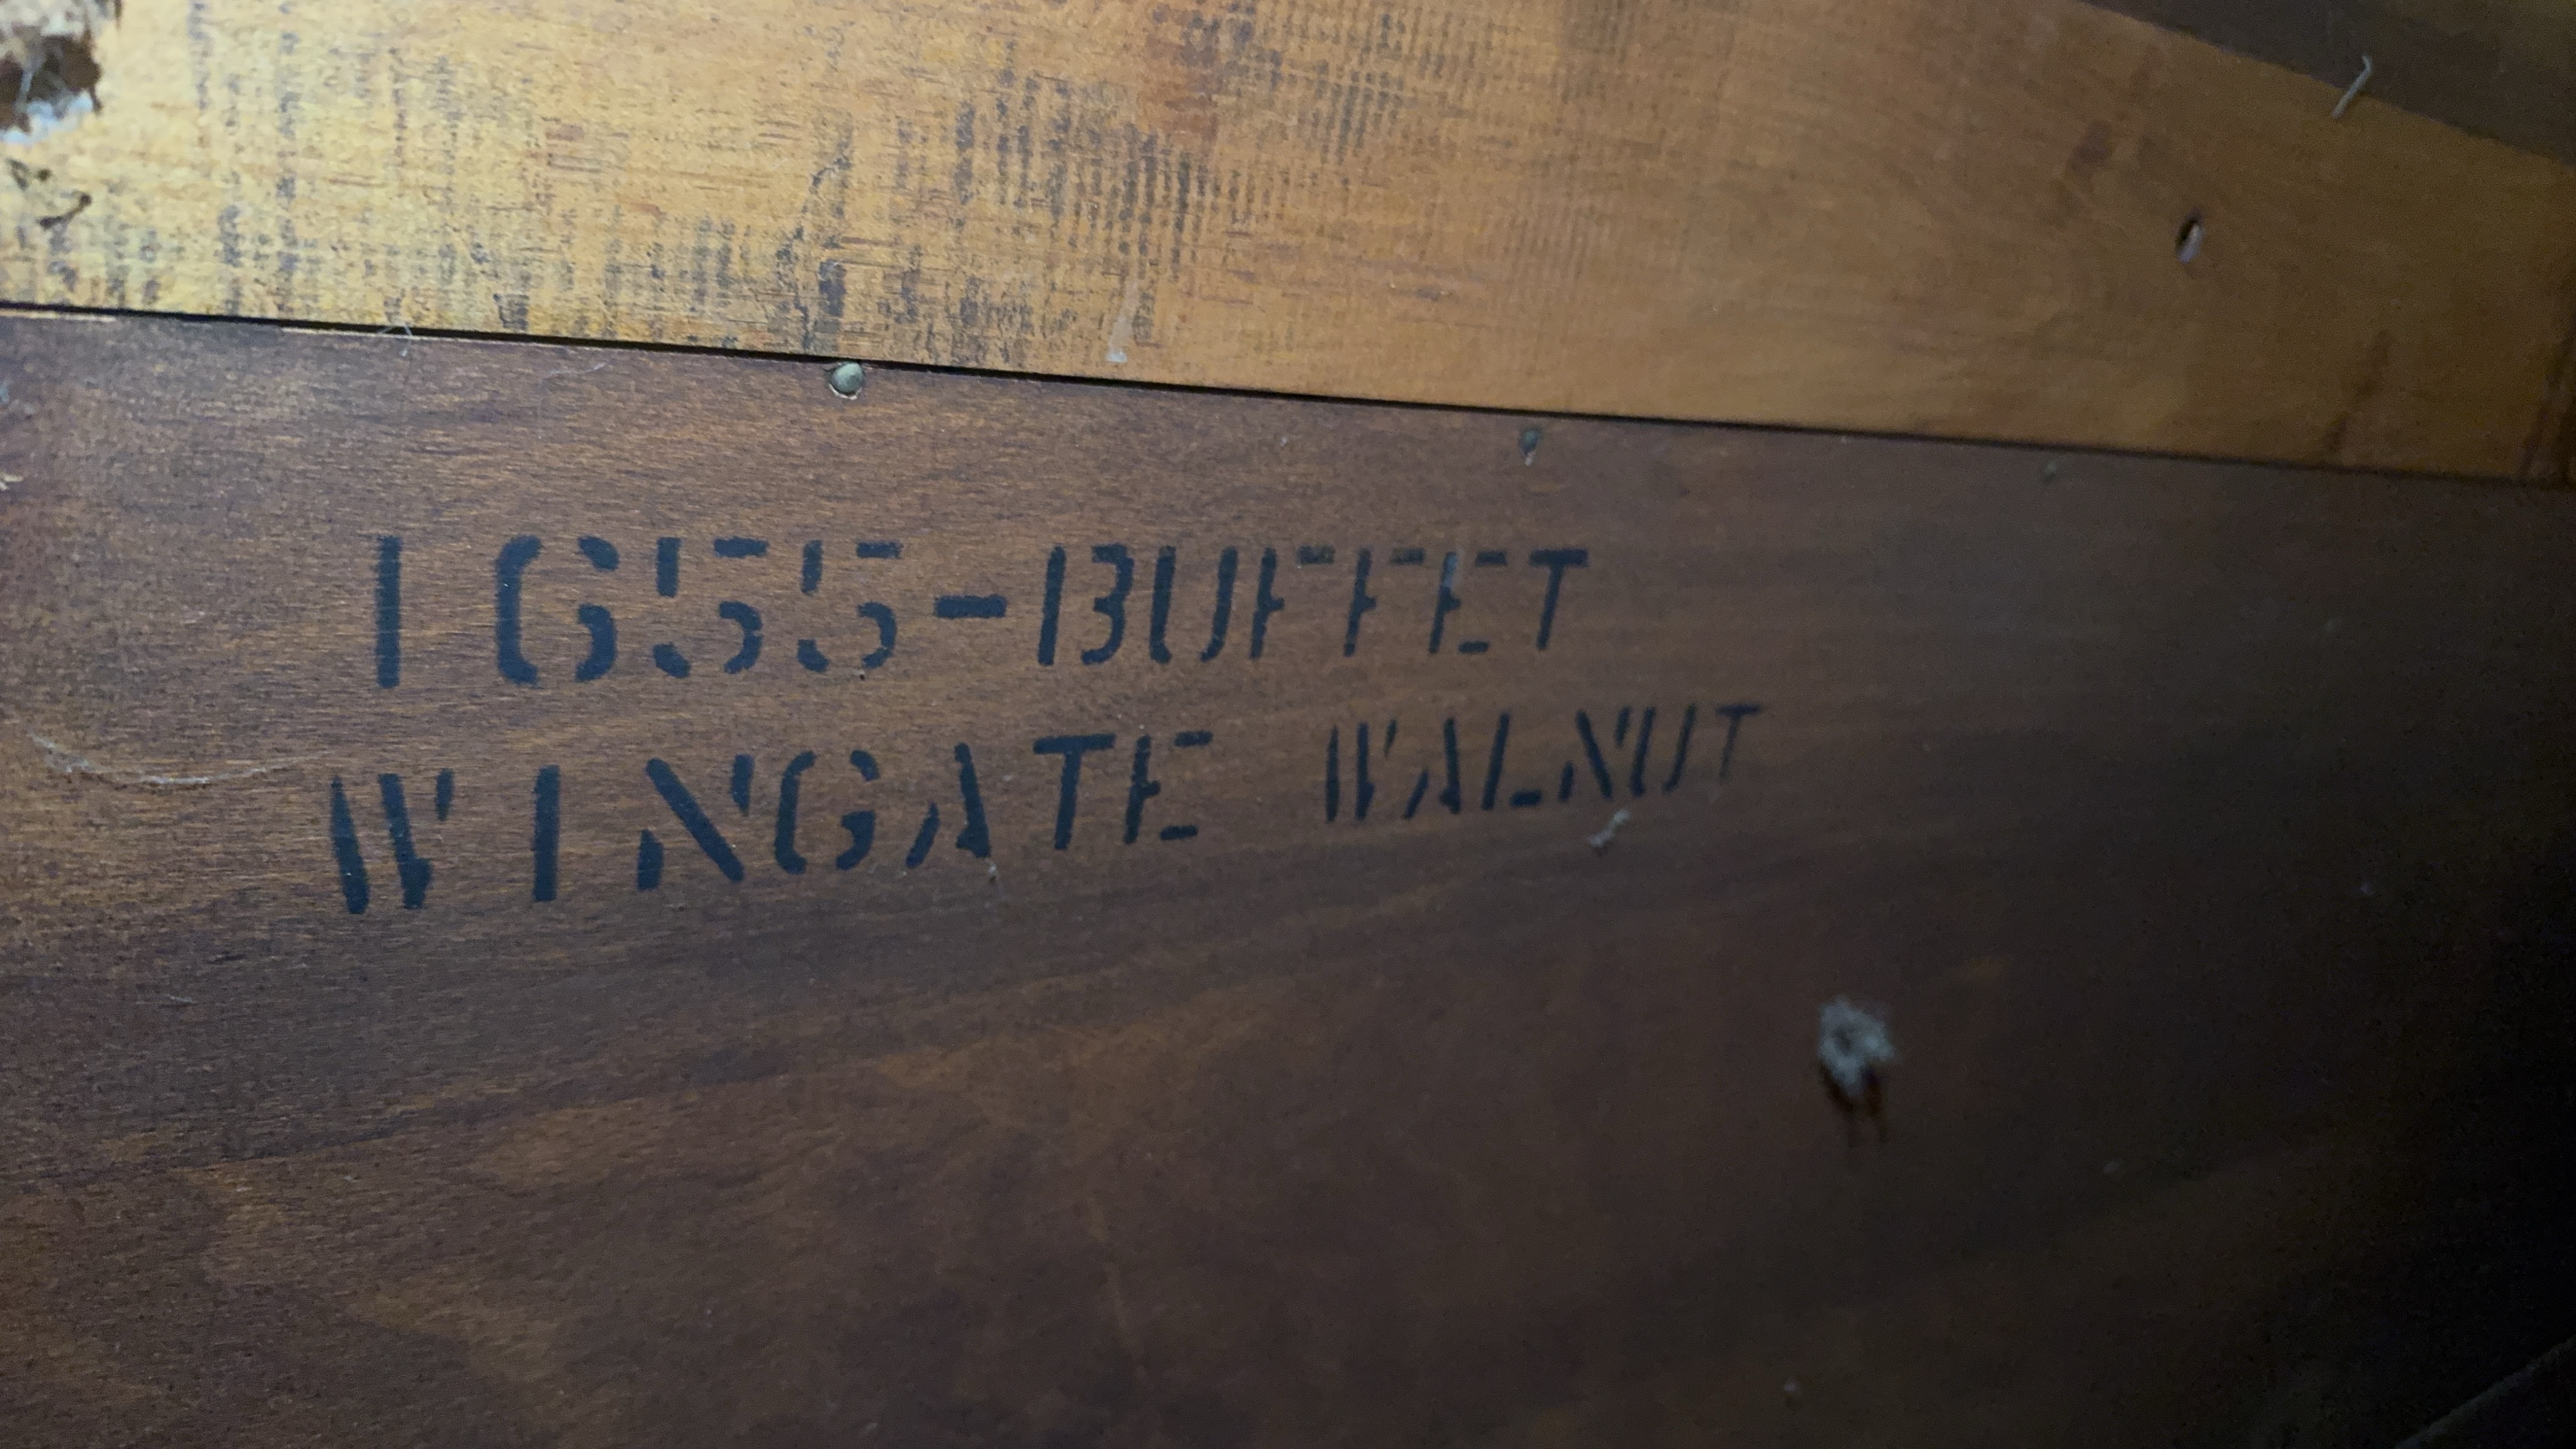 1655-BUFFET
WINGATE WALNUT